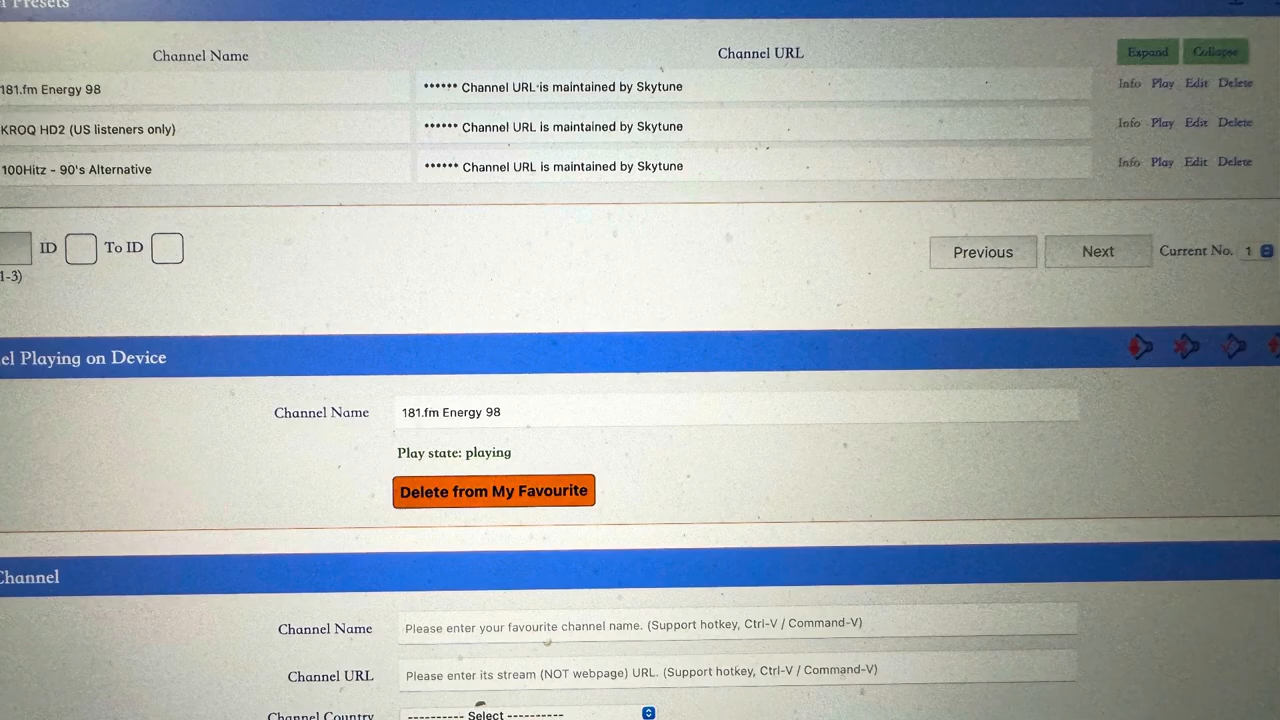 Presets
Channel Name Channel URL Expand Collapse
181.fm Energy 98 •••••• Channel URL is maintained by Skytune Info Play Edit Delete
KROQ HD2 (US listeners only) •••••• Channel URL is maintained by Skytune Info Play Edit Delete
100Hitz - 90's Alternative •••••• Channel URL is maintained by Skytune Info Play Edit Delete
ID To ID Previous Next Current No. 1
1-3)
el Playing on Device
Channel Name 181.fm Energy 98
Play state: playing
Delete from My Favourite
Channel
Channel Name Please enter your favourite channel name. (Support hotkey, Ctrl-V / Command-V)
Channel URL Please enter its stream (NOT webpage) URL. (Support hotkey, Ctrl-V / Command-V)
Channel Country ---------- Select ----------